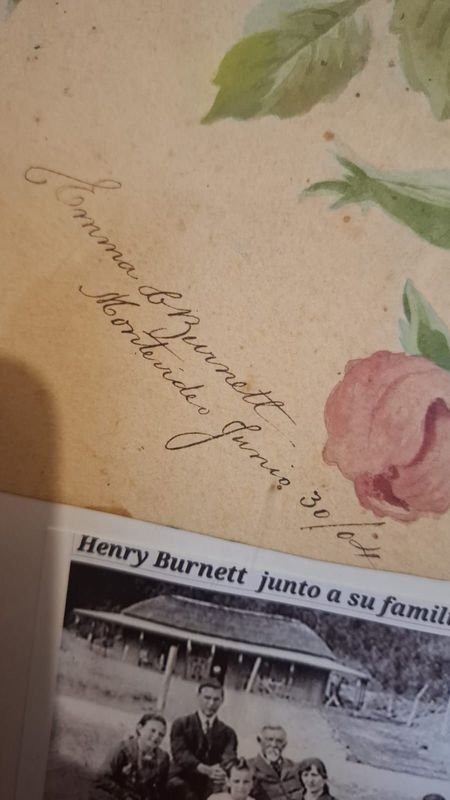 Emma C Burnett
Montevideo Junio 30/04
Henry Burnett junto a su famili